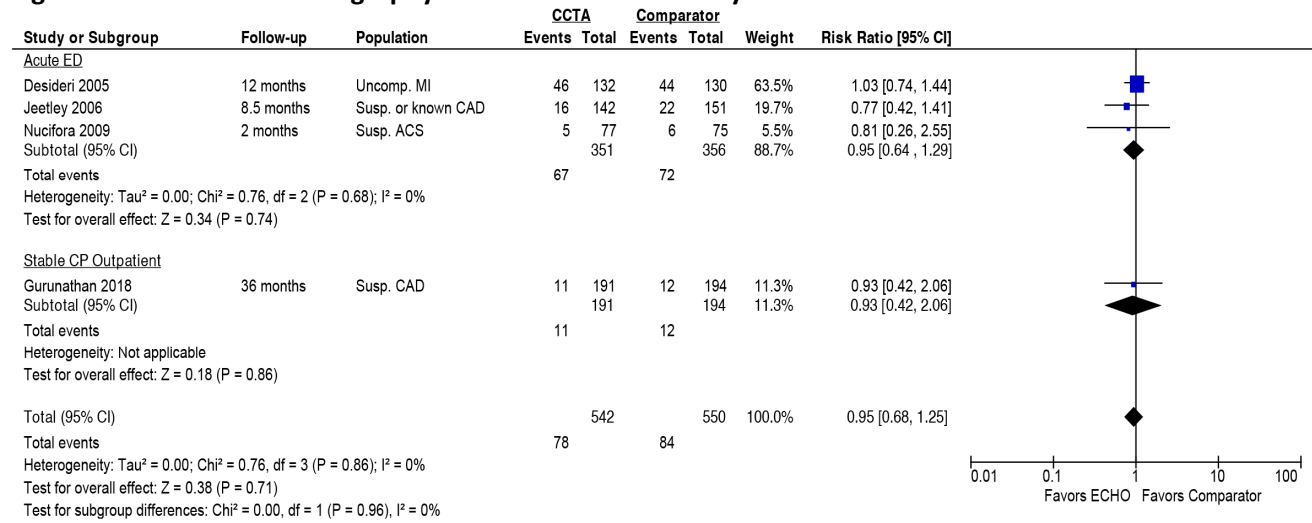 CCTA Comparator
Study or Subgroup Follow-up Population Events Total Events Total Weight Risk Ratio [95% CI]
Acute ED
Desideri 2005 12 months Uncomp. MI 46 132 44 130 63.5% 1.03 [0.74, 1.44]
Jeetley 2006 8.5 months Susp. or known CAD 16 142 22 151 19.7% 0.77 [0.42, 1.41]
Nucifora 2009 2 months Susp. ACS 5 77 6 75 5.5% 0.81 [0.26, 2.55]
Subtotal (95% CI) 351 356 88.7% 0.95 [0.64 , 1.29]
Total events 67 72
Heterogeneity: Tau² = 0.00; Chi² = 0.76, df = 2 (P = 0.68); I² = 0%
Test for overall effect: Z = 0.34 (P = 0.74)
Stable CP Outpatient
Gurunathan 2018 36 months Susp. CAD 11 191 12 194 11.3% 0.93 [0.42, 2.06]
Subtotal (95% CI) 191 194 11.3% 0.93 [0.42, 2.06]
Total events 11 12
Heterogeneity: Not applicable
Test for overall effect: Z = 0.18 (P = 0.86)
Total (95% CI) 542 550 100.0% 0.95 [0.68, 1.25]
Total events 78 84
Heterogeneity: Tau² = 0.00; Chi² = 0.76, df = 3 (P = 0.86); I² = 0%
Test for overall effect: Z = 0.38 (P = 0.71)
Test for subgroup differences: Chi² = 0.00, df = 1 (P = 0.96), I² = 0%
0.01 0.1 1 10 100
Favors ECHO Favors Comparator